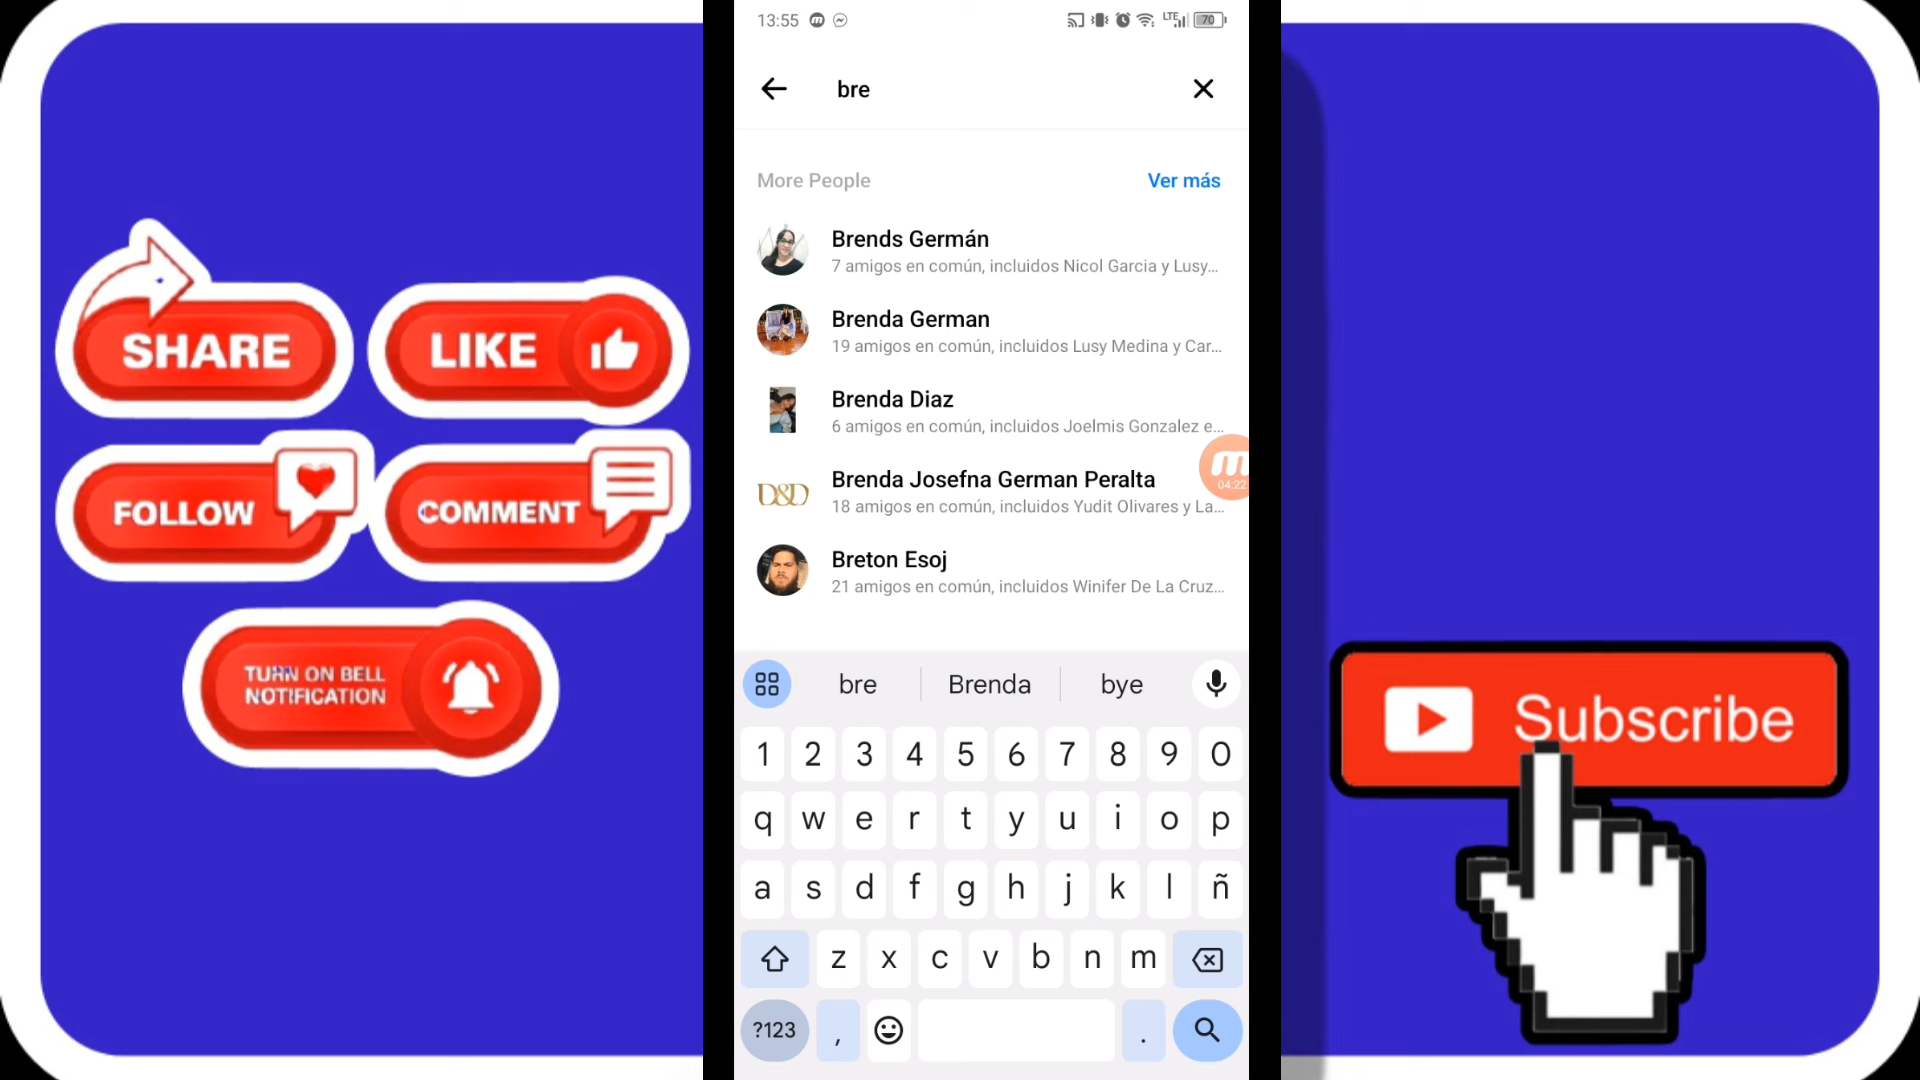 SHARE
LIKE
FOLLOW
COMMENT
TURN ON BELL
NOTIFICATION
13:55
LTE
70
bre
More People
Ver más
Brends Germán
7 amigos en común, incluidos Nicol Garcia y Lusy...
Brenda German
19 amigos en común, incluidos Lusy Medina y Car...
Brenda Diaz
6 amigos en común, incluidos Joelmis Gonzalez e...
04:22
D&D
Brenda Josefna German Peralta
18 amigos en común, incluidos Yudit Olivares y La...
Breton Esoj
21 amigos en común, incluidos Winifer De La Cruz...
bre
Brenda
bye
1 2 3 4 5 6 7 8 9 0
q w e r t y u i o p
a s d f g h j k l ñ
z x c v b n m
?123 , .
Subscribe